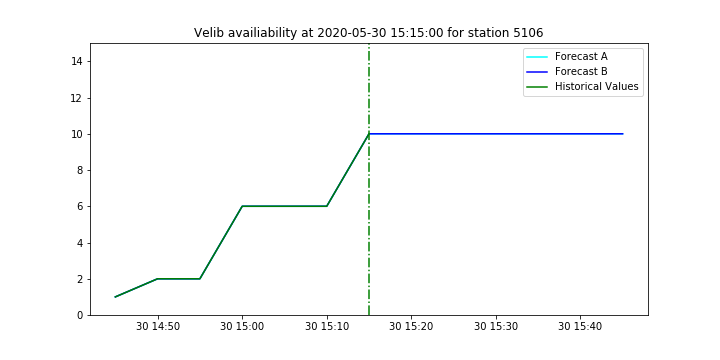 Velib availiability at 2020-05-30 15:15:00 for station 5106
Forecast A
Forecast B
Historical Values
14
12
10
8
6
4
2
0
30 14:50 30 15:00 30 15:10 30 15:20 30 15:30 30 15:40